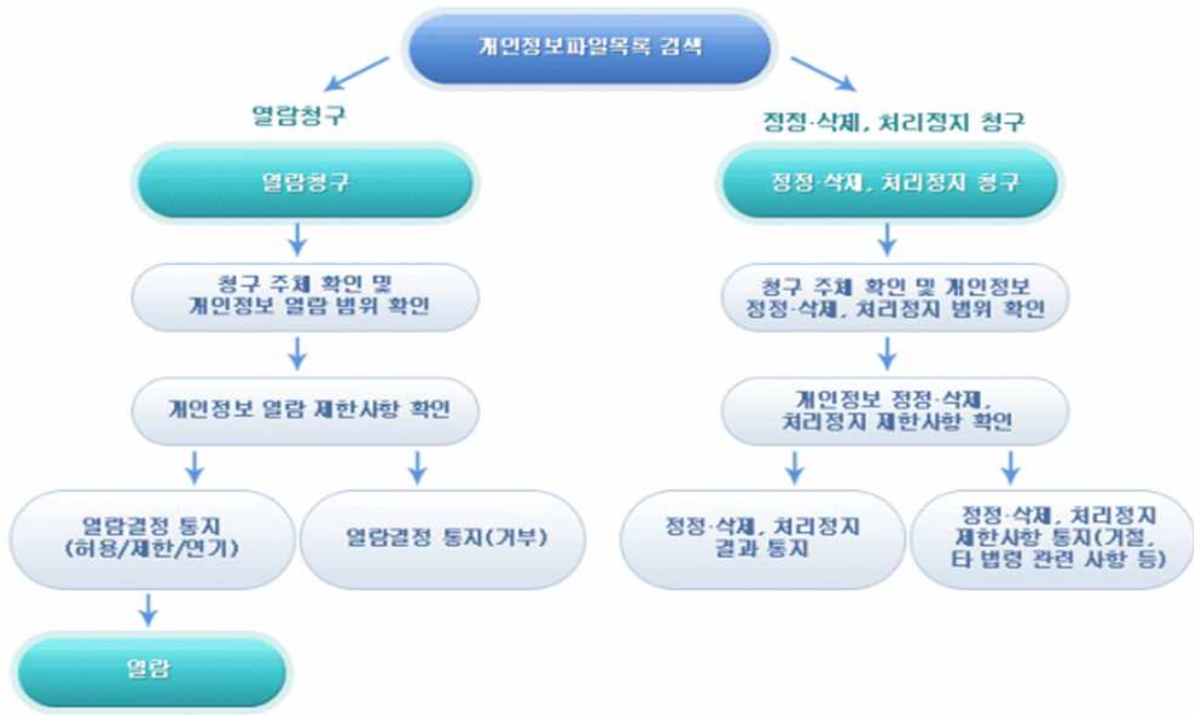 개인정보파일목록 검색
열람청구
정정·삭제, 처리정지 청구
열람청구
정정·삭제, 처리정지 청구
청구 주체 확인 및
개인정보 열람 범위 확인
청구 주체 확인 및 개인정보
정정·삭제, 처리정지 범위 확인
개인정보 열람 제한사항 확인
개인정보 정정·삭제,
처리정지 제한사항 확인
열람결정 통지
(허용/제한/연기)
열람결정 통지(거부)
정정·삭제, 처리정지
결과 통지
정정·삭제, 처리정지
제한사항 통지(거절,
타 법령 관련 사항 등)
열람